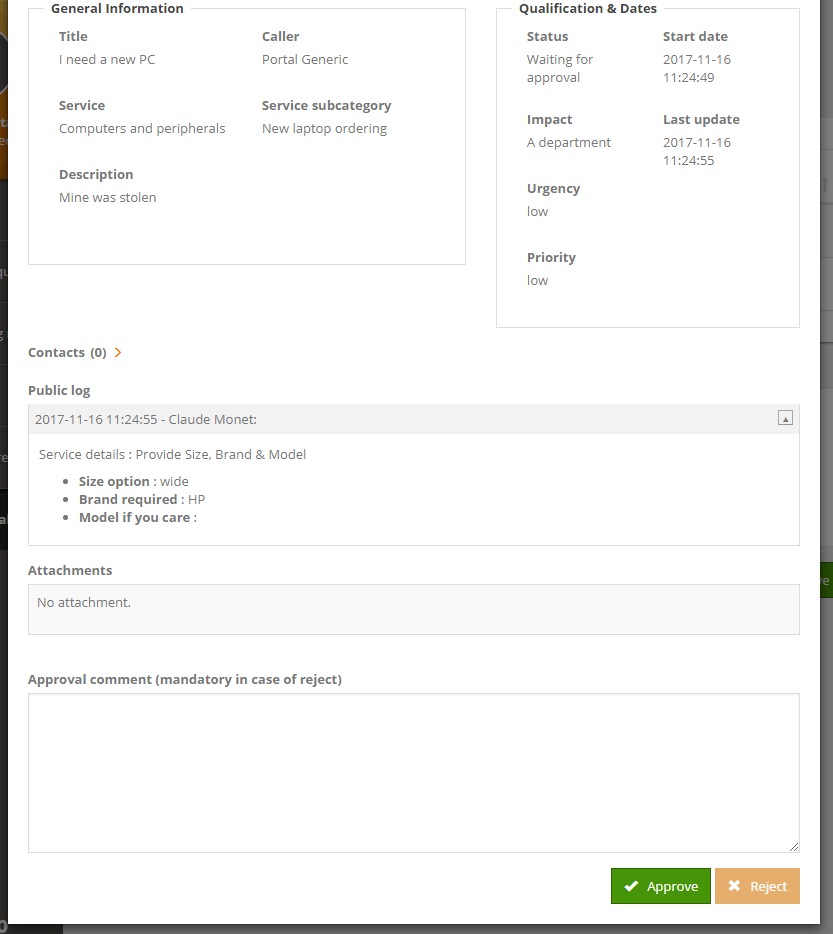 General Information
Title Caller
I need a new PC Portal Generic
Service Service subcategory
Computers and peripherals New laptop ordering
Description
Mine was stolen
Qualification & Dates
Status Start date
Waiting for approval 2017-11-16 11:24:49
Impact Last update
A department 2017-11-16 11:24:55
Urgency
low
Priority
low
Contacts (0)
Public log
2017-11-16 11:24:55 - Claude Monet:
Service details : Provide Size, Brand & Model
Size option : wide
Brand required : HP
Model if you care :
Attachments
No attachment.
Approval comment (mandatory in case of reject)
Approve Reject